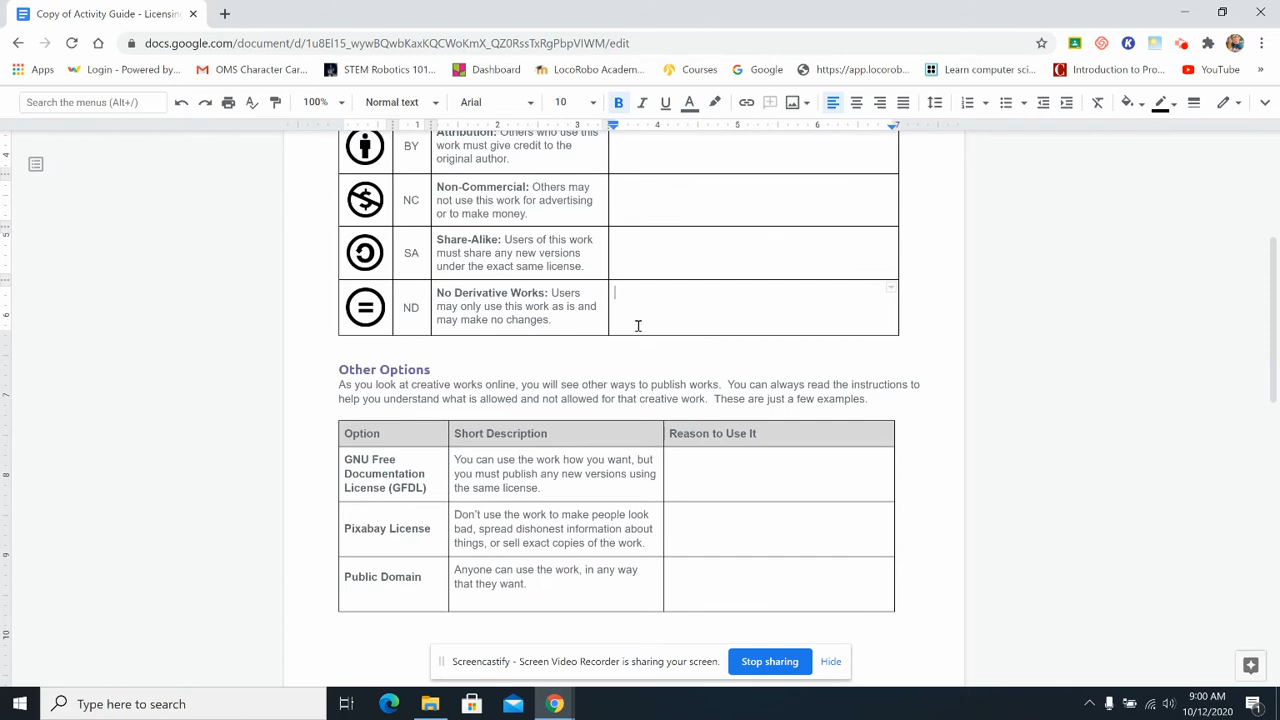 Copy of Activity Guide - Licensing
docs.google.com/document/d/1u8El15_wywBQwbKaxKQCWoKmX_QZ0RssTxRgPbpVIWM/edit
Apps Login - Powered by... OMS Character Car... STEM Robotics 101... Dashboard LocoRobo Academ... Courses Google https://app.locorob... Learn computer sci... Introduction to Pro... YouTube
Search the menus (Alt+/) 100% Normal text Arial 10
1 2 3 4 5 6 7
Attribution: Others who use this
BY work must give credit to the
original author.
Non-Commercial: Others may
NC not use this work for advertising
or to make money.
Share-Alike: Users of this work
SA must share any new versions
under the exact same license.
No Derivative Works: Users
ND may only use this work as is and
may make no changes.
Other Options
As you look at creative works online, you will see other ways to publish works. You can always read the instructions to
help you understand what is allowed and not allowed for that creative work. These are just a few examples.
Option Short Description Reason to Use It
GNU Free
Documentation
License (GFDL)
You can use the work how you want, but
you must publish any new versions using
the same license.
Pixabay License
Don't use the work to make people look
bad, spread dishonest information about
things, or sell exact copies of the work.
Public Domain
Anyone can use the work, in any way
that they want.
Screencastify - Screen Video Recorder is sharing your screen. Stop sharing Hide
Type here to search
9:00 AM
10/12/2020